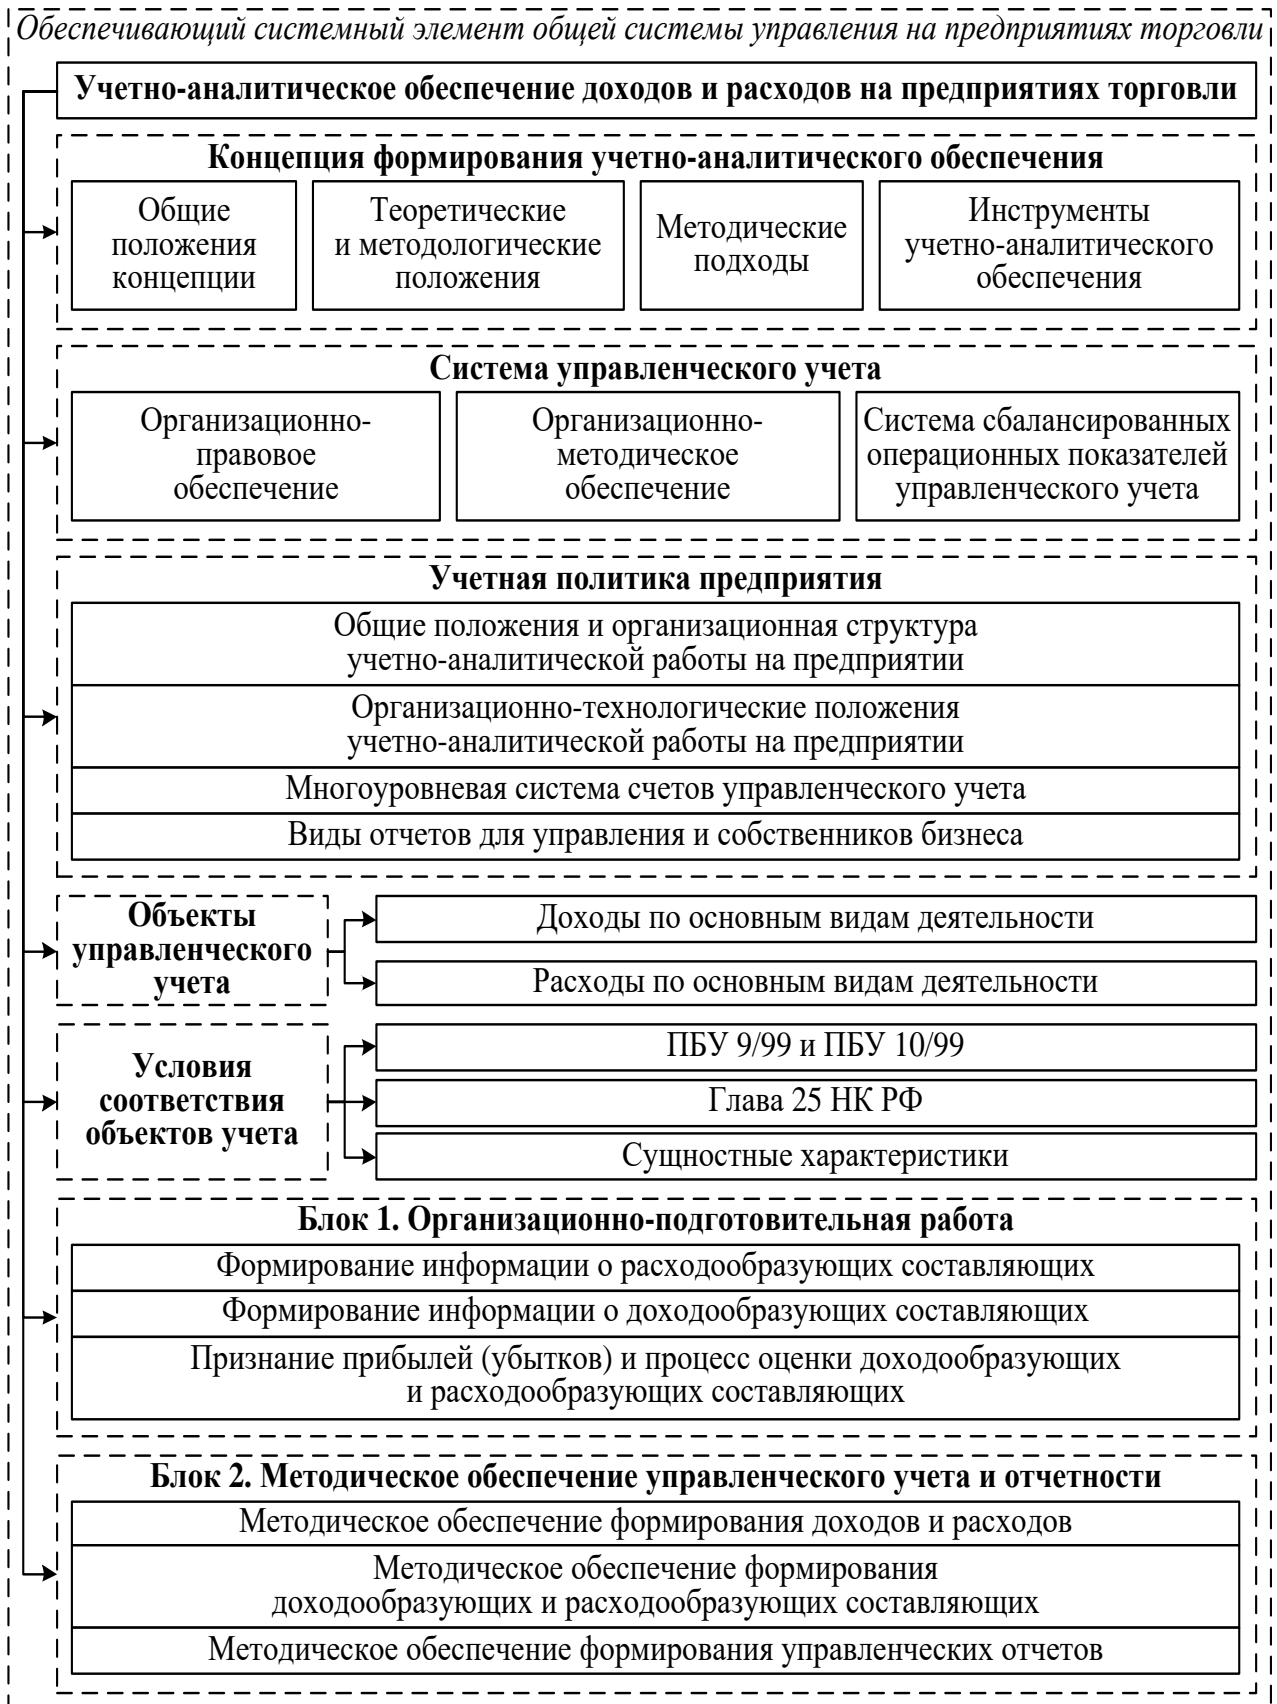 Обеспечивающий системный элемент общей системы управления на предприятиях торговли
Учетно-аналитическое обеспечение доходов и расходов на предприятиях торговли
Концепция формирования учетно-аналитического обеспечения
Общие
положения
концепции
Теоретические
и методологические
положения
Методические
подходы
Инструменты
учетно-аналитического
обеспечения
Система управленческого учета
Организационно-
правовое
обеспечение
Организационно-
методическое
обеспечение
Система сбалансированных
операционных показателей
управленческого учета
Учетная политика предприятия
Общие положения и организационная структура
учетно-аналитической работы на предприятии
Организационно-технологические положения
учетно-аналитической работы на предприятии
Многоуровневая система счетов управленческого учета
Виды отчетов для управления и собственников бизнеса
Объекты
управленческого
учета
Доходы по основным видам деятельности
Расходы по основным видам деятельности
Условия
соответствия
объектов учета
ПБУ 9/99 и ПБУ 10/99
Глава 25 НК РФ
Сущностные характеристики
Блок 1. Организационно-подготовительная работа
Формирование информации о расходообразующих составляющих
Формирование информации о доходообразующих составляющих
Признание прибылей (убытков) и процесс оценки доходообразующих
и расходообразующих составляющих
Блок 2. Методическое обеспечение управленческого учета и отчетности
Методическое обеспечение формирования доходов и расходов
Методическое обеспечение формирования
доходообразующих и расходообразующих составляющих
Методическое обеспечение формирования управленческих отчетов